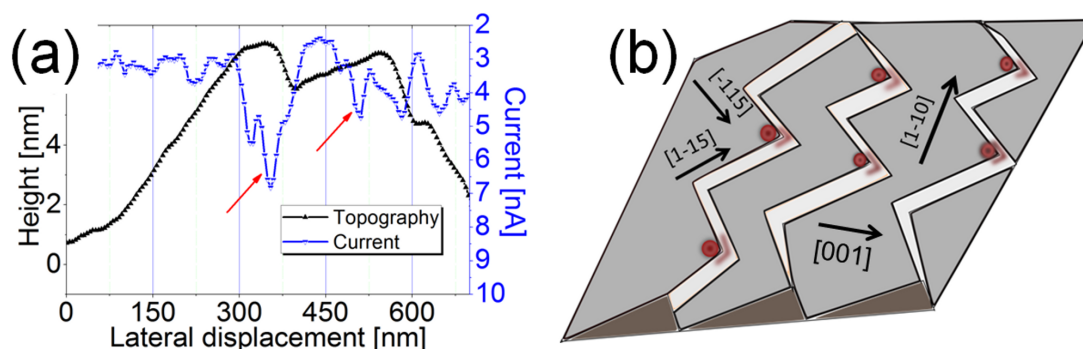 (a)
Height [nm]
4
2
0
2
3
4
5
6
7
8
9
10
Current [nA]
Topography
Current
0 150 300 450 600
Lateral displacement [nm]
(b)
[-115]
[1-15]
[1-10]
[001]